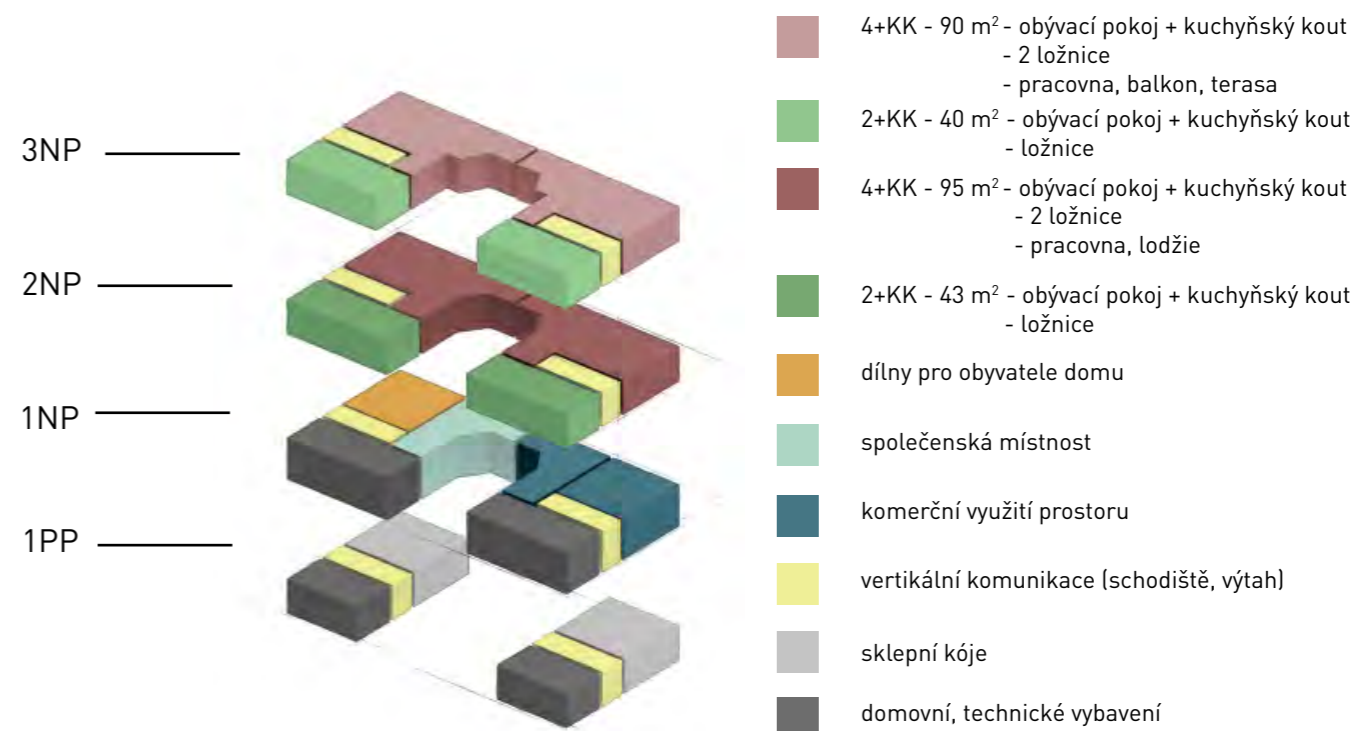 3NP
2NP
1NP
1PP
4+KK - 90 m² - obývací pokoj + kuchyňský kout
- 2 ložnice
- pracovna, balkon, terasa
2+KK - 40 m² - obývací pokoj + kuchyňský kout
- ložnice
4+KK - 95 m² - obývací pokoj + kuchyňský kout
- 2 ložnice
- pracovna, lodžie
2+KK - 43 m² - obývací pokoj + kuchyňský kout
- ložnice
dílny pro obyvatele domu
společenská místnost
komerční využití prostoru
vertikální komunikace (schodiště, výtah)
sklepní kóje
domovní, technické vybavení